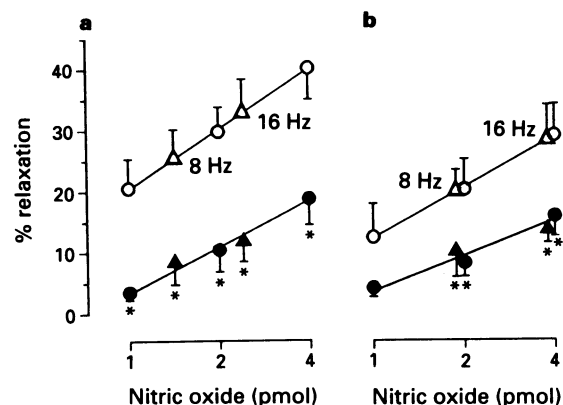 a
b
% relaxation
40
30
20
10
0
16 Hz
8 Hz
*
*
*
*
*
1
2
4
Nitric oxide (pmol)
16 Hz
8 Hz
**
*
*
1
2
4
Nitric oxide (pmol)